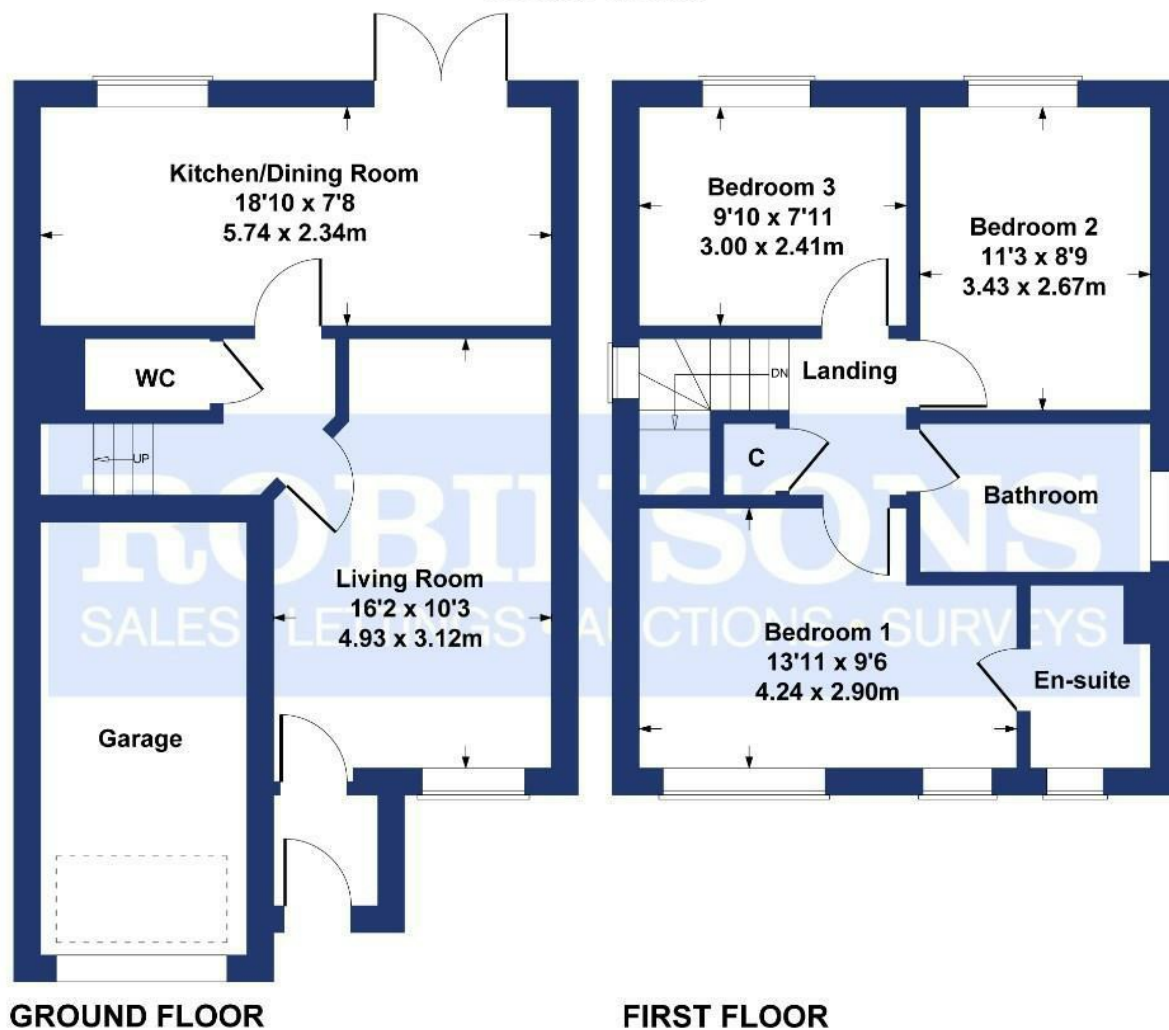 Kitchen/Dining Room
18'10 x 7'8
5.74 x 2.34m
WC
UP
Living Room
16'2 x 10'3
4.93 x 3.12m
Garage
GROUND FLOOR
Bedroom 3
9'10 x 7'11
3.00 x 2.41m
Bedroom 2
11'3 x 8'9
3.43 x 2.67m
DN
Landing
C
Bathroom
Bedroom 1
13'11 x 9'6
4.24 x 2.90m
En-suite
FIRST FLOOR
ROBINSONS
SALES • LETTINGS • AUCTIONS • SURVEYS